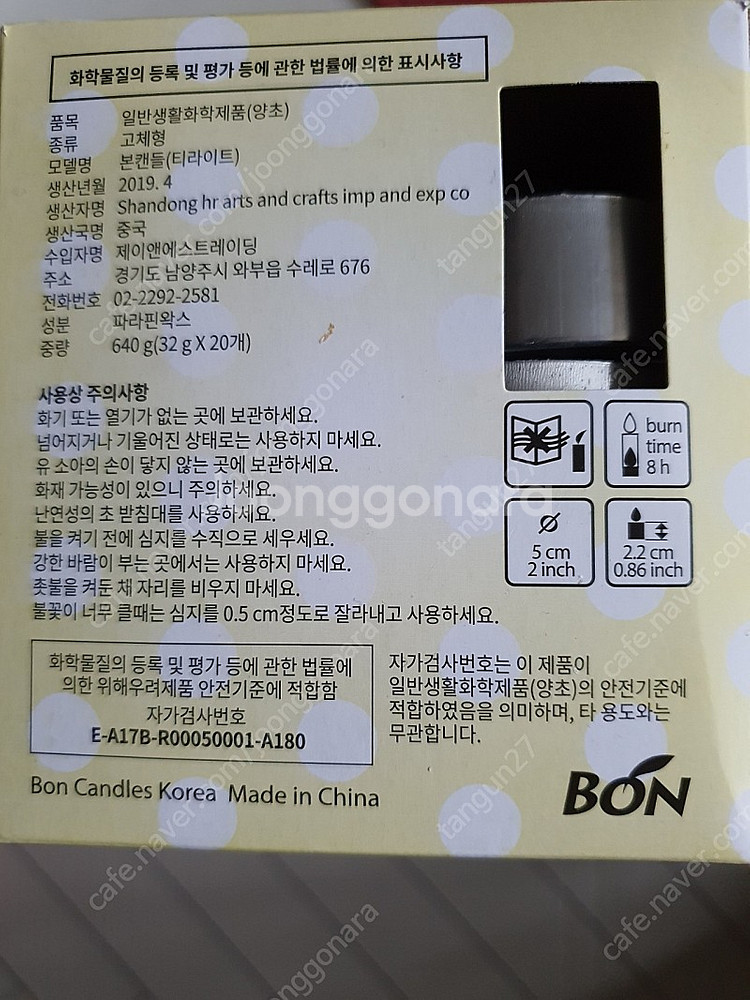 화학물질의 등록 및 평가 등에 관한 법률에 의한 표시사항
품목 일반생활화학제품(양초)
종류 고체형
모델명 본캔들(티라이트)
생산년월 2019. 4
생산자명 Shandong hr arts and crafts imp and exp co
생산국명 중국
수입자명 제이앤에스트레이딩
주소 경기도 남양주시 와부읍 수레로 676
전화번호 02-2292-2581
성분 파라핀왁스
중량 640 g(32 g X 20개)
사용상 주의사항
화기 또는 열기가 없는 곳에 보관하세요.
넘어지거나 기울어진 상태로는 사용하지 마세요.
유 소아의 손이 닿지 않는 곳에 보관하세요.
화재 가능성이 있으니 주의하세요.
난연성의 초 받침대를 사용하세요.
불을 켜기 전에 심지를 수직으로 세우세요.
강한 바람이 부는 곳에서는 사용하지 마세요.
촛불을 켜둔 채 자리를 비우지 마세요.
불꽃이 너무 클때는 심지를 0.5 cm정도로 잘라내고 사용하세요.
burn
time
8 h
5 cm
2 inch
2.2 cm
0.86 inch
화학물질의 등록 및 평가 등에 관한 법률에
의한 위해우려제품 안전기준에 적합함
자가검사번호
E-A17B-R00050001-A180
자가검사번호는 이 제품이
일반생활화학제품(양초)의 안전기준에
적합하였음을 의미하며, 타 용도와는
무관합니다.
Bon Candles Korea Made in China
BON
joonggonara
tangun27
cafe.naver.com/joonggonara